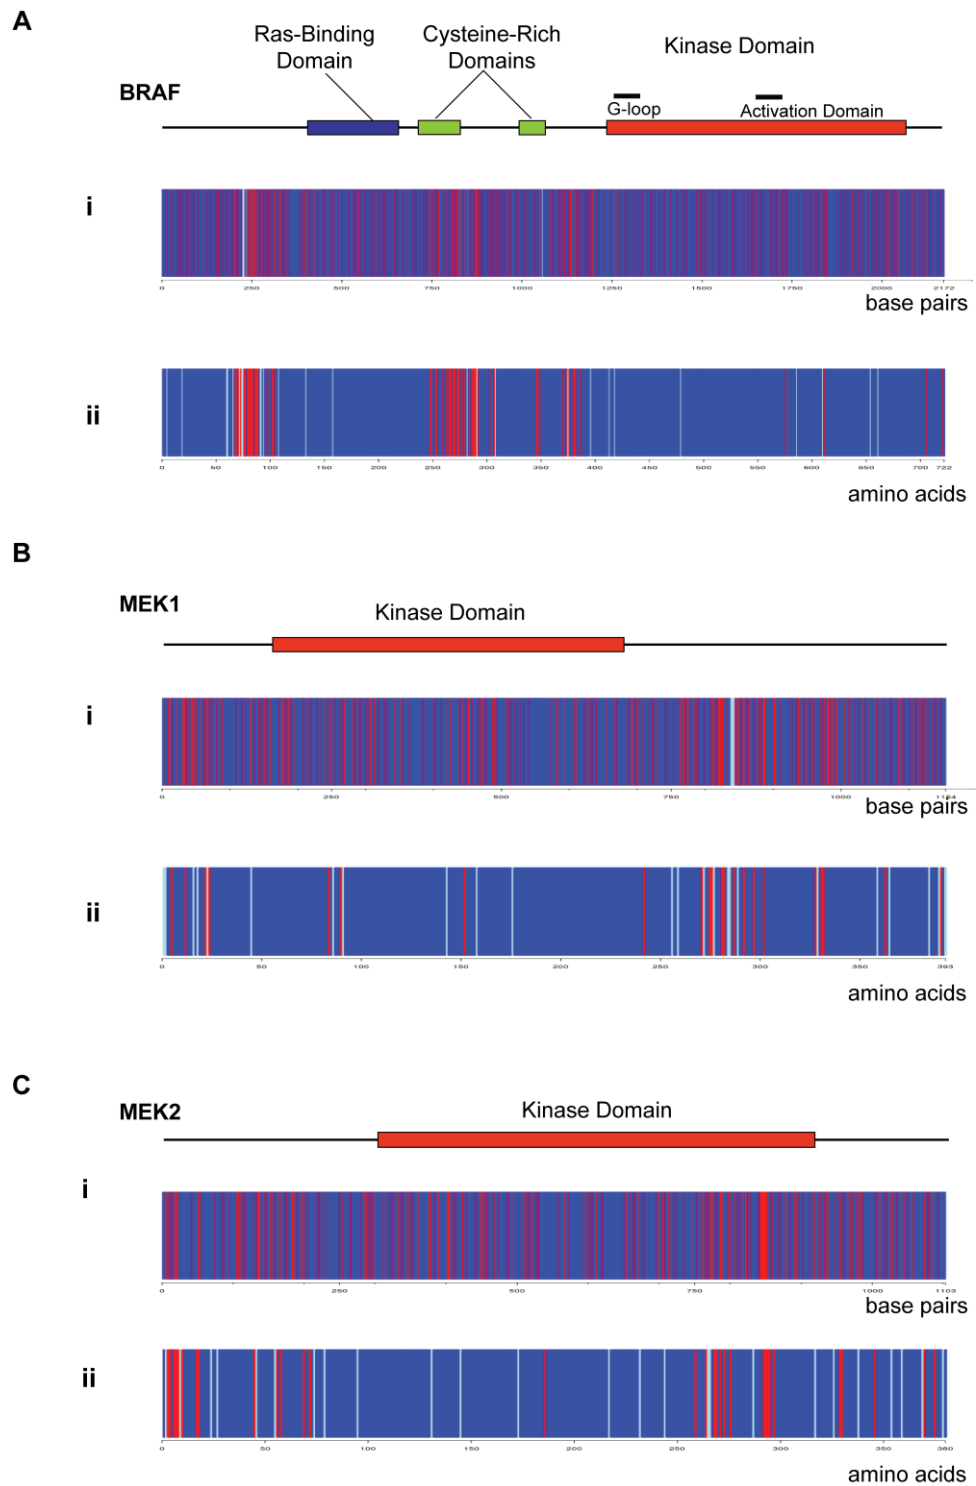 A
Ras-Binding Domain
Cysteine-Rich Domains
Kinase Domain
BRAF
G-loop
Activation Domain
i
0 250 500 750 1000 1250 1500 1750 2000 2172
base pairs
ii
0 50 100 150 200 250 300 350 400 450 500 550 600 650 700 722
amino acids
B
MEK1
Kinase Domain
i
0 250 500 750 1000
base pairs
ii
0 50 100 150 200 250 300 350 393
amino acids
C
MEK2
Kinase Domain
i
0 250 500 750 1000 1103
base pairs
ii
0 50 100 150 200 250 300 350 380
amino acids